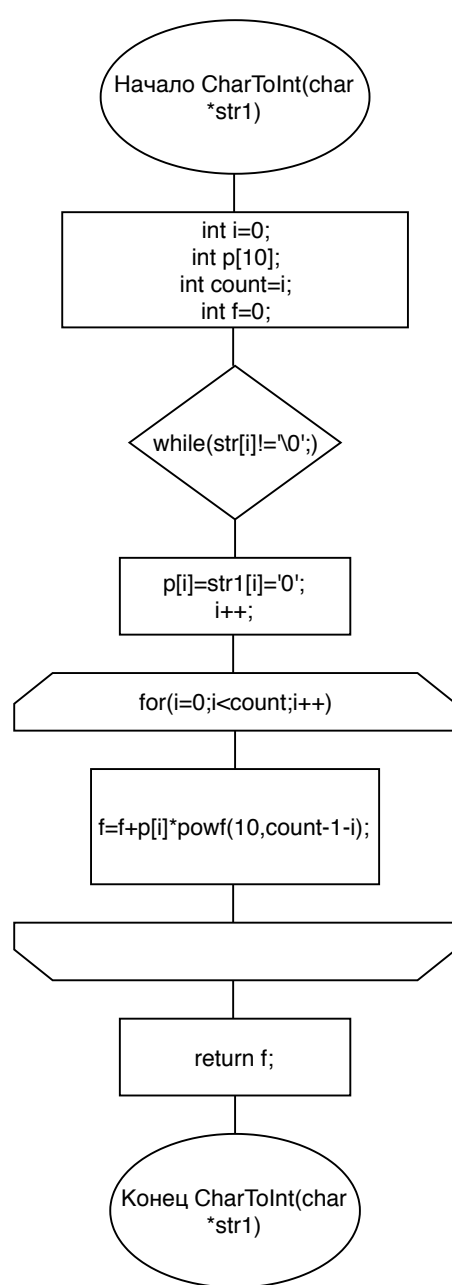 Начало CharToInt(char
*str1)
int i=0;
int p[10];
int count=i;
int f=0;
while(str[i]!='\0';)
p[i]=str1[i]='0';
i++;
for(i=0;i<count;i++)
f=f+p[i]*powf(10,count-1-i);
return f;
Конец CharToInt(char
*str1)